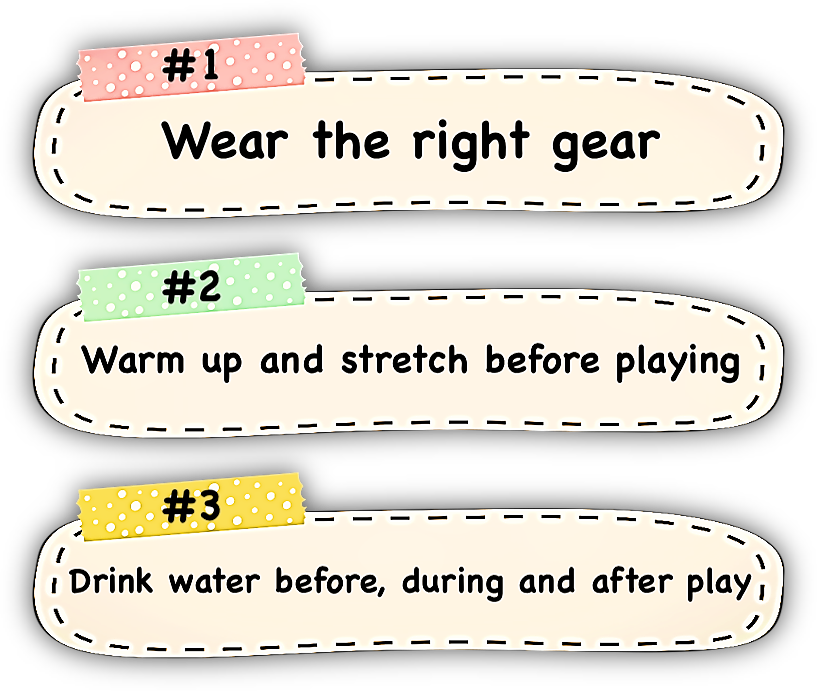 #1
Wear the right gear
#2
Warm up and stretch before playing
#3
Drink water before, during and after play